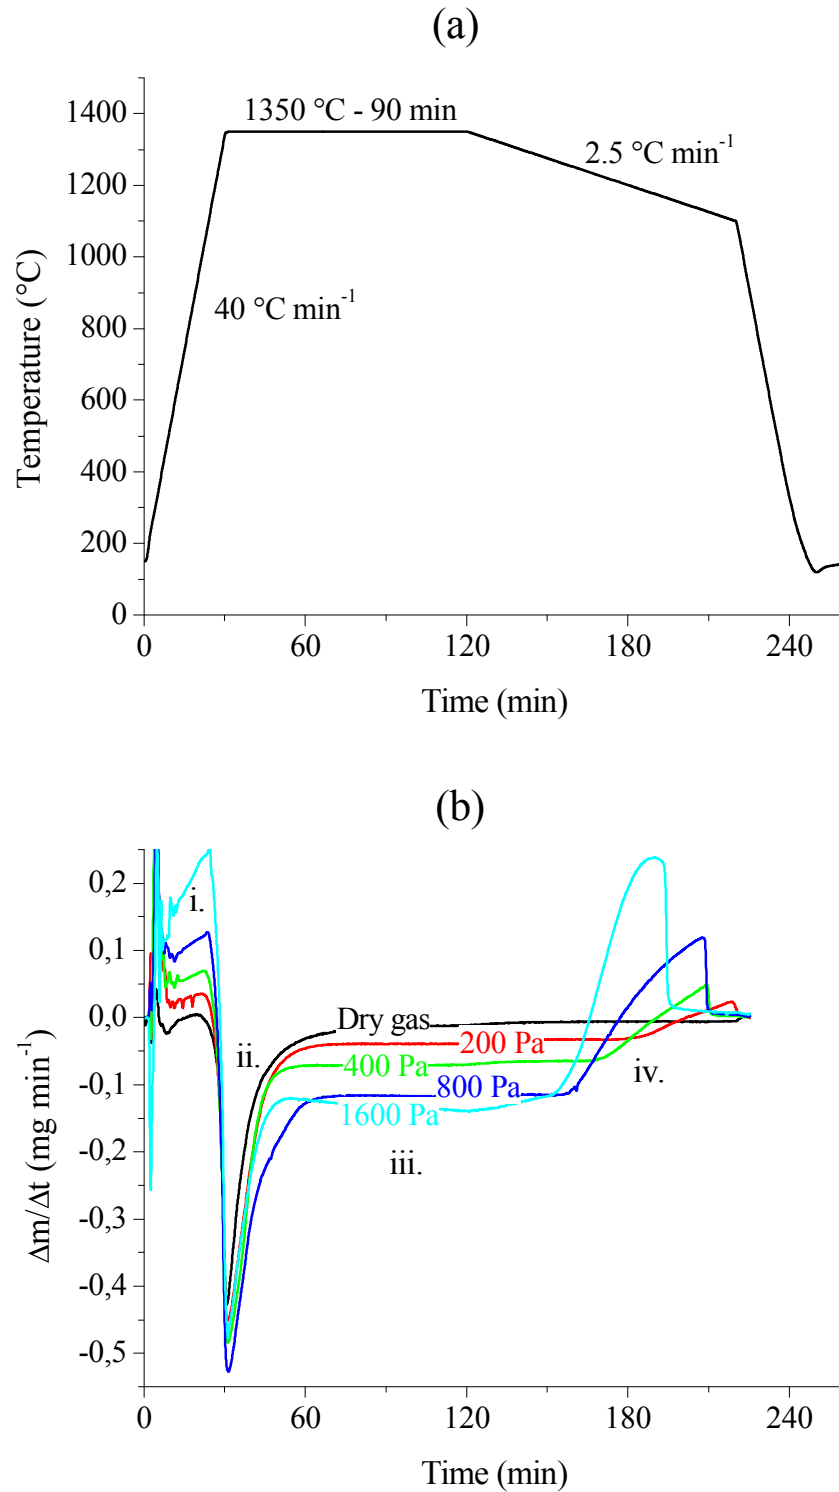 (a)
1400
1200
1000
800
600
400
200
0
Temperature (°C)
1350 °C - 90 min
2.5 °C min⁻¹
40 °C min⁻¹
0 60 120 180 240
Time (min)
(b)
0,2
0,1
0,0
-0,1
-0,2
-0,3
-0,4
-0,5
Δm/Δt (mg min⁻¹)
i.
Dry gas
ii.
200 Pa
400 Pa
iv.
800 Pa
1600 Pa
iii.
0 60 120 180 240
Time (min)